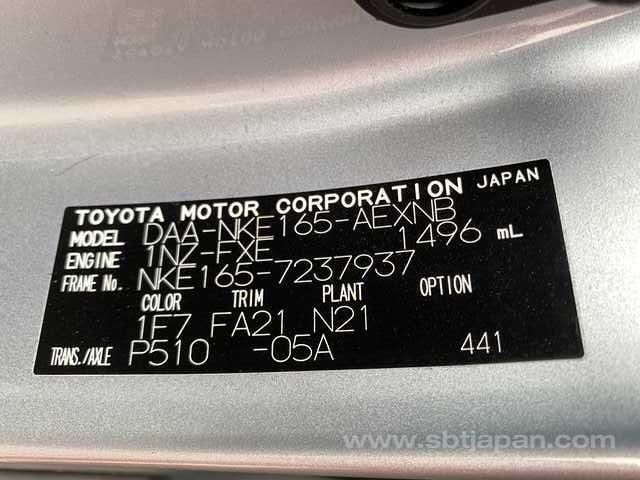 TOYOTA MOTOR CORPORATION JAPAN
MODEL DAA-NKE165-AEXNB
ENGINE 1NZ-FXE 1496 mL
FRAME No. NKE165-7237937
COLOR TRIM PLANT OPTION
1F7 FA21 N21
TRANS./AXLE P510 -05A 441
www.sbtjapan.com